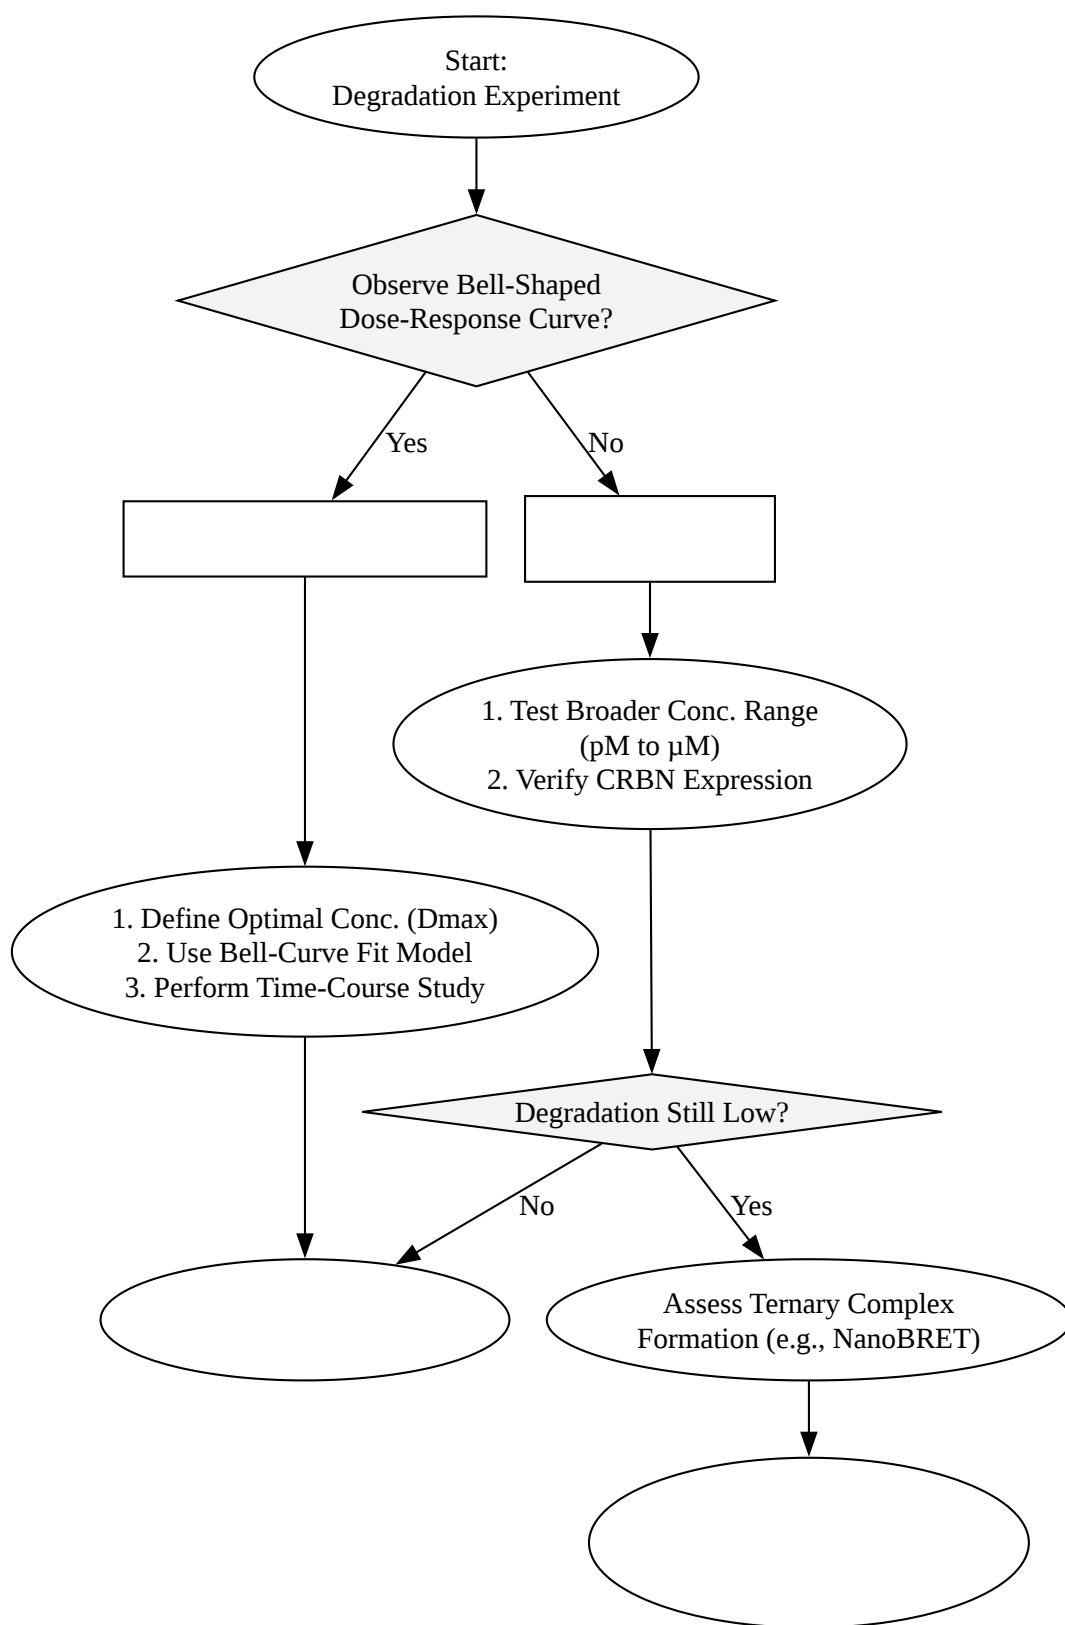 Start:
Degradation Experiment
Observe Bell-Shaped
Dose-Response Curve?
Yes
No
1. Test Broader Conc. Range
(pM to µM)
2. Verify CRBN Expression
1. Define Optimal Conc. (Dmax)
2. Use Bell-Curve Fit Model
3. Perform Time-Course Study
Degradation Still Low?
No
Yes
Assess Ternary Complex
Formation (e.g., NanoBRET)